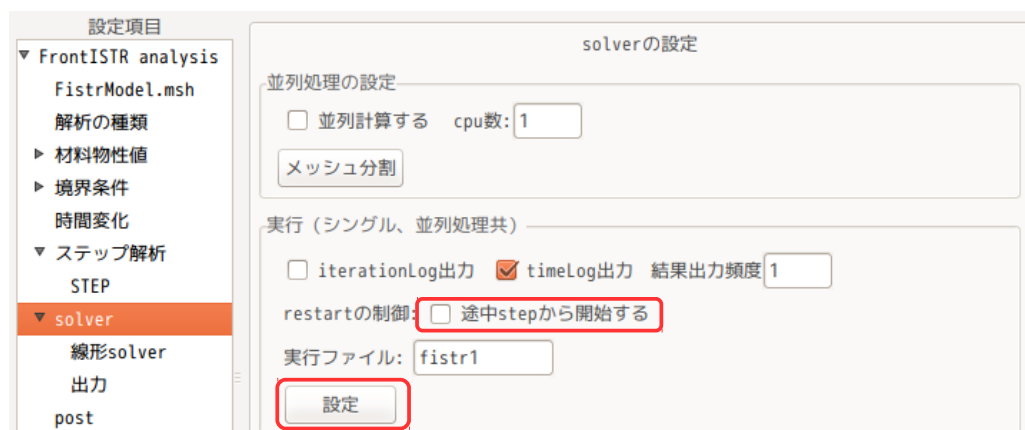 設定項目
FrontISTR analysis
FistrModel.msh
解析の種類
材料物性値
境界条件
時間変化
ステップ解析
STEP
solver
線形solver
出力
post
solverの設定
並列処理の設定
並列計算する cpu数: 1
メッシュ分割
実行（シングル、並列処理共）
iterationLog出力 timeLog出力 結果出力頻度 1
restartの制御: 途中stepから開始する
実行ファイル: fistr1
設定